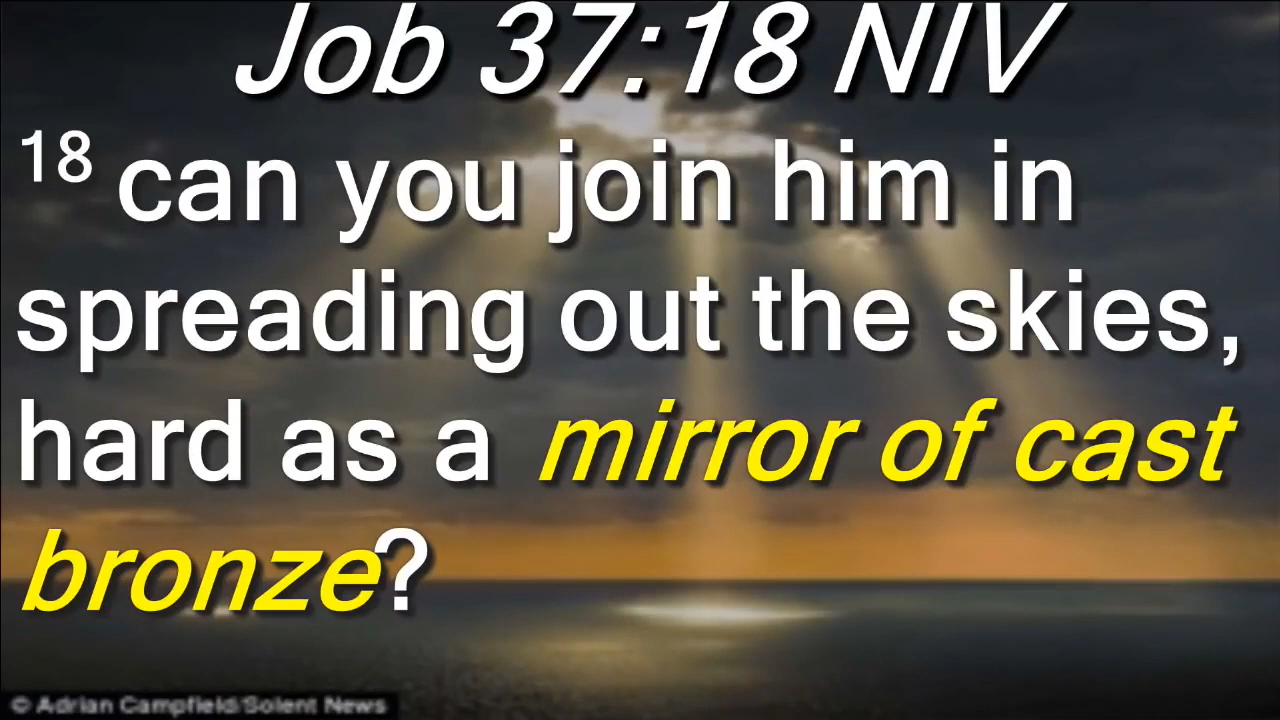 Job 37:18 NIV
18 can you join him in
spreading out the skies,
hard as a mirror of cast
bronze?
© Adrian Campfield/Solent News